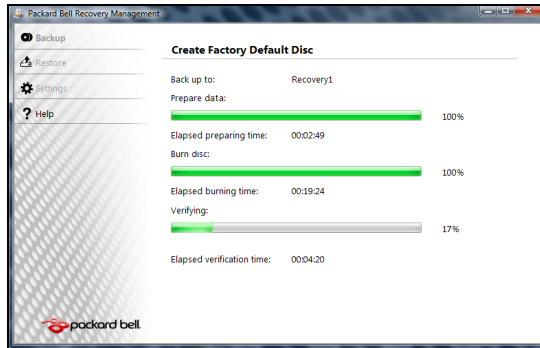 Packard Bell Recovery Management
Backup
Restore
Settings
? Help
Create Factory Default Disc
Back up to: Recovery1
Prepare data:
100%
Elapsed preparing time: 00:02:49
Burn disc:
100%
Elapsed burning time: 00:19:24
Verifying:
17%
Elapsed verification time: 00:04:20
packard bell.